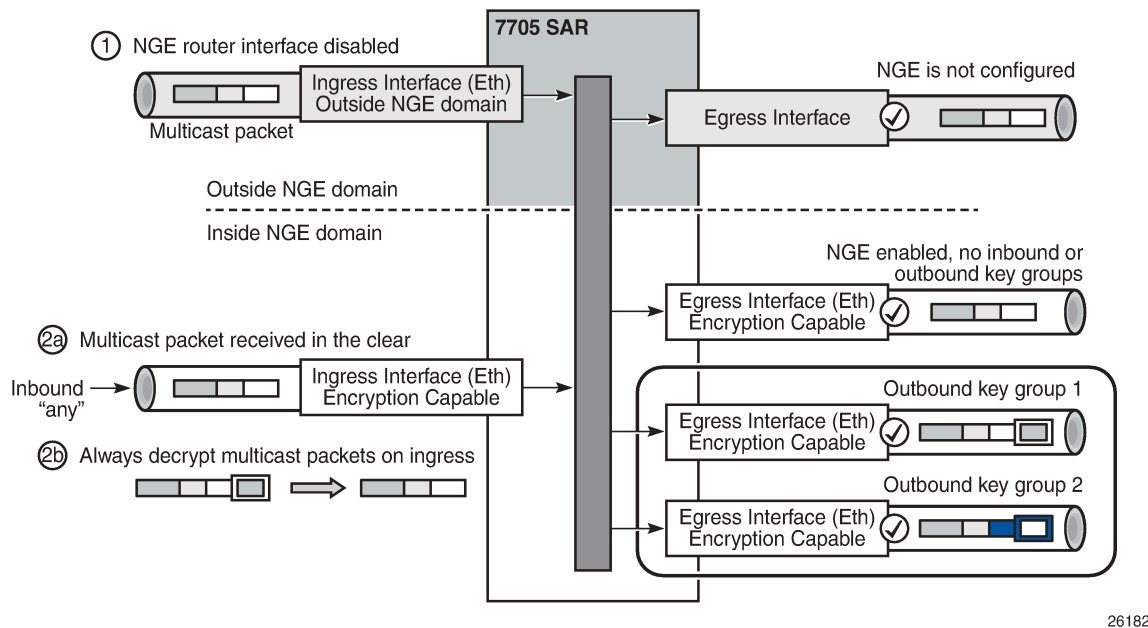 7705 SAR
1 NGE router interface disabled
Ingress Interface (Eth)
Outside NGE domain
Multicast packet
NGE is not configured
Egress Interface
Outside NGE domain
Inside NGE domain
NGE enabled, no inbound or
outbound key groups
Egress Interface (Eth)
Encryption Capable
2a Multicast packet received in the clear
Inbound
“any”
Ingress Interface (Eth)
Encryption Capable
2b Always decrypt multicast packets on ingress
Outbound key group 1
Egress Interface (Eth)
Encryption Capable
Outbound key group 2
Egress Interface (Eth)
Encryption Capable
26182